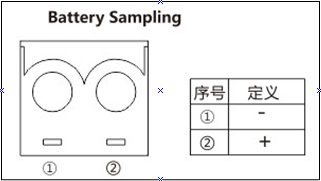 Battery Sampling
① ②
序号 定义
① -
② +